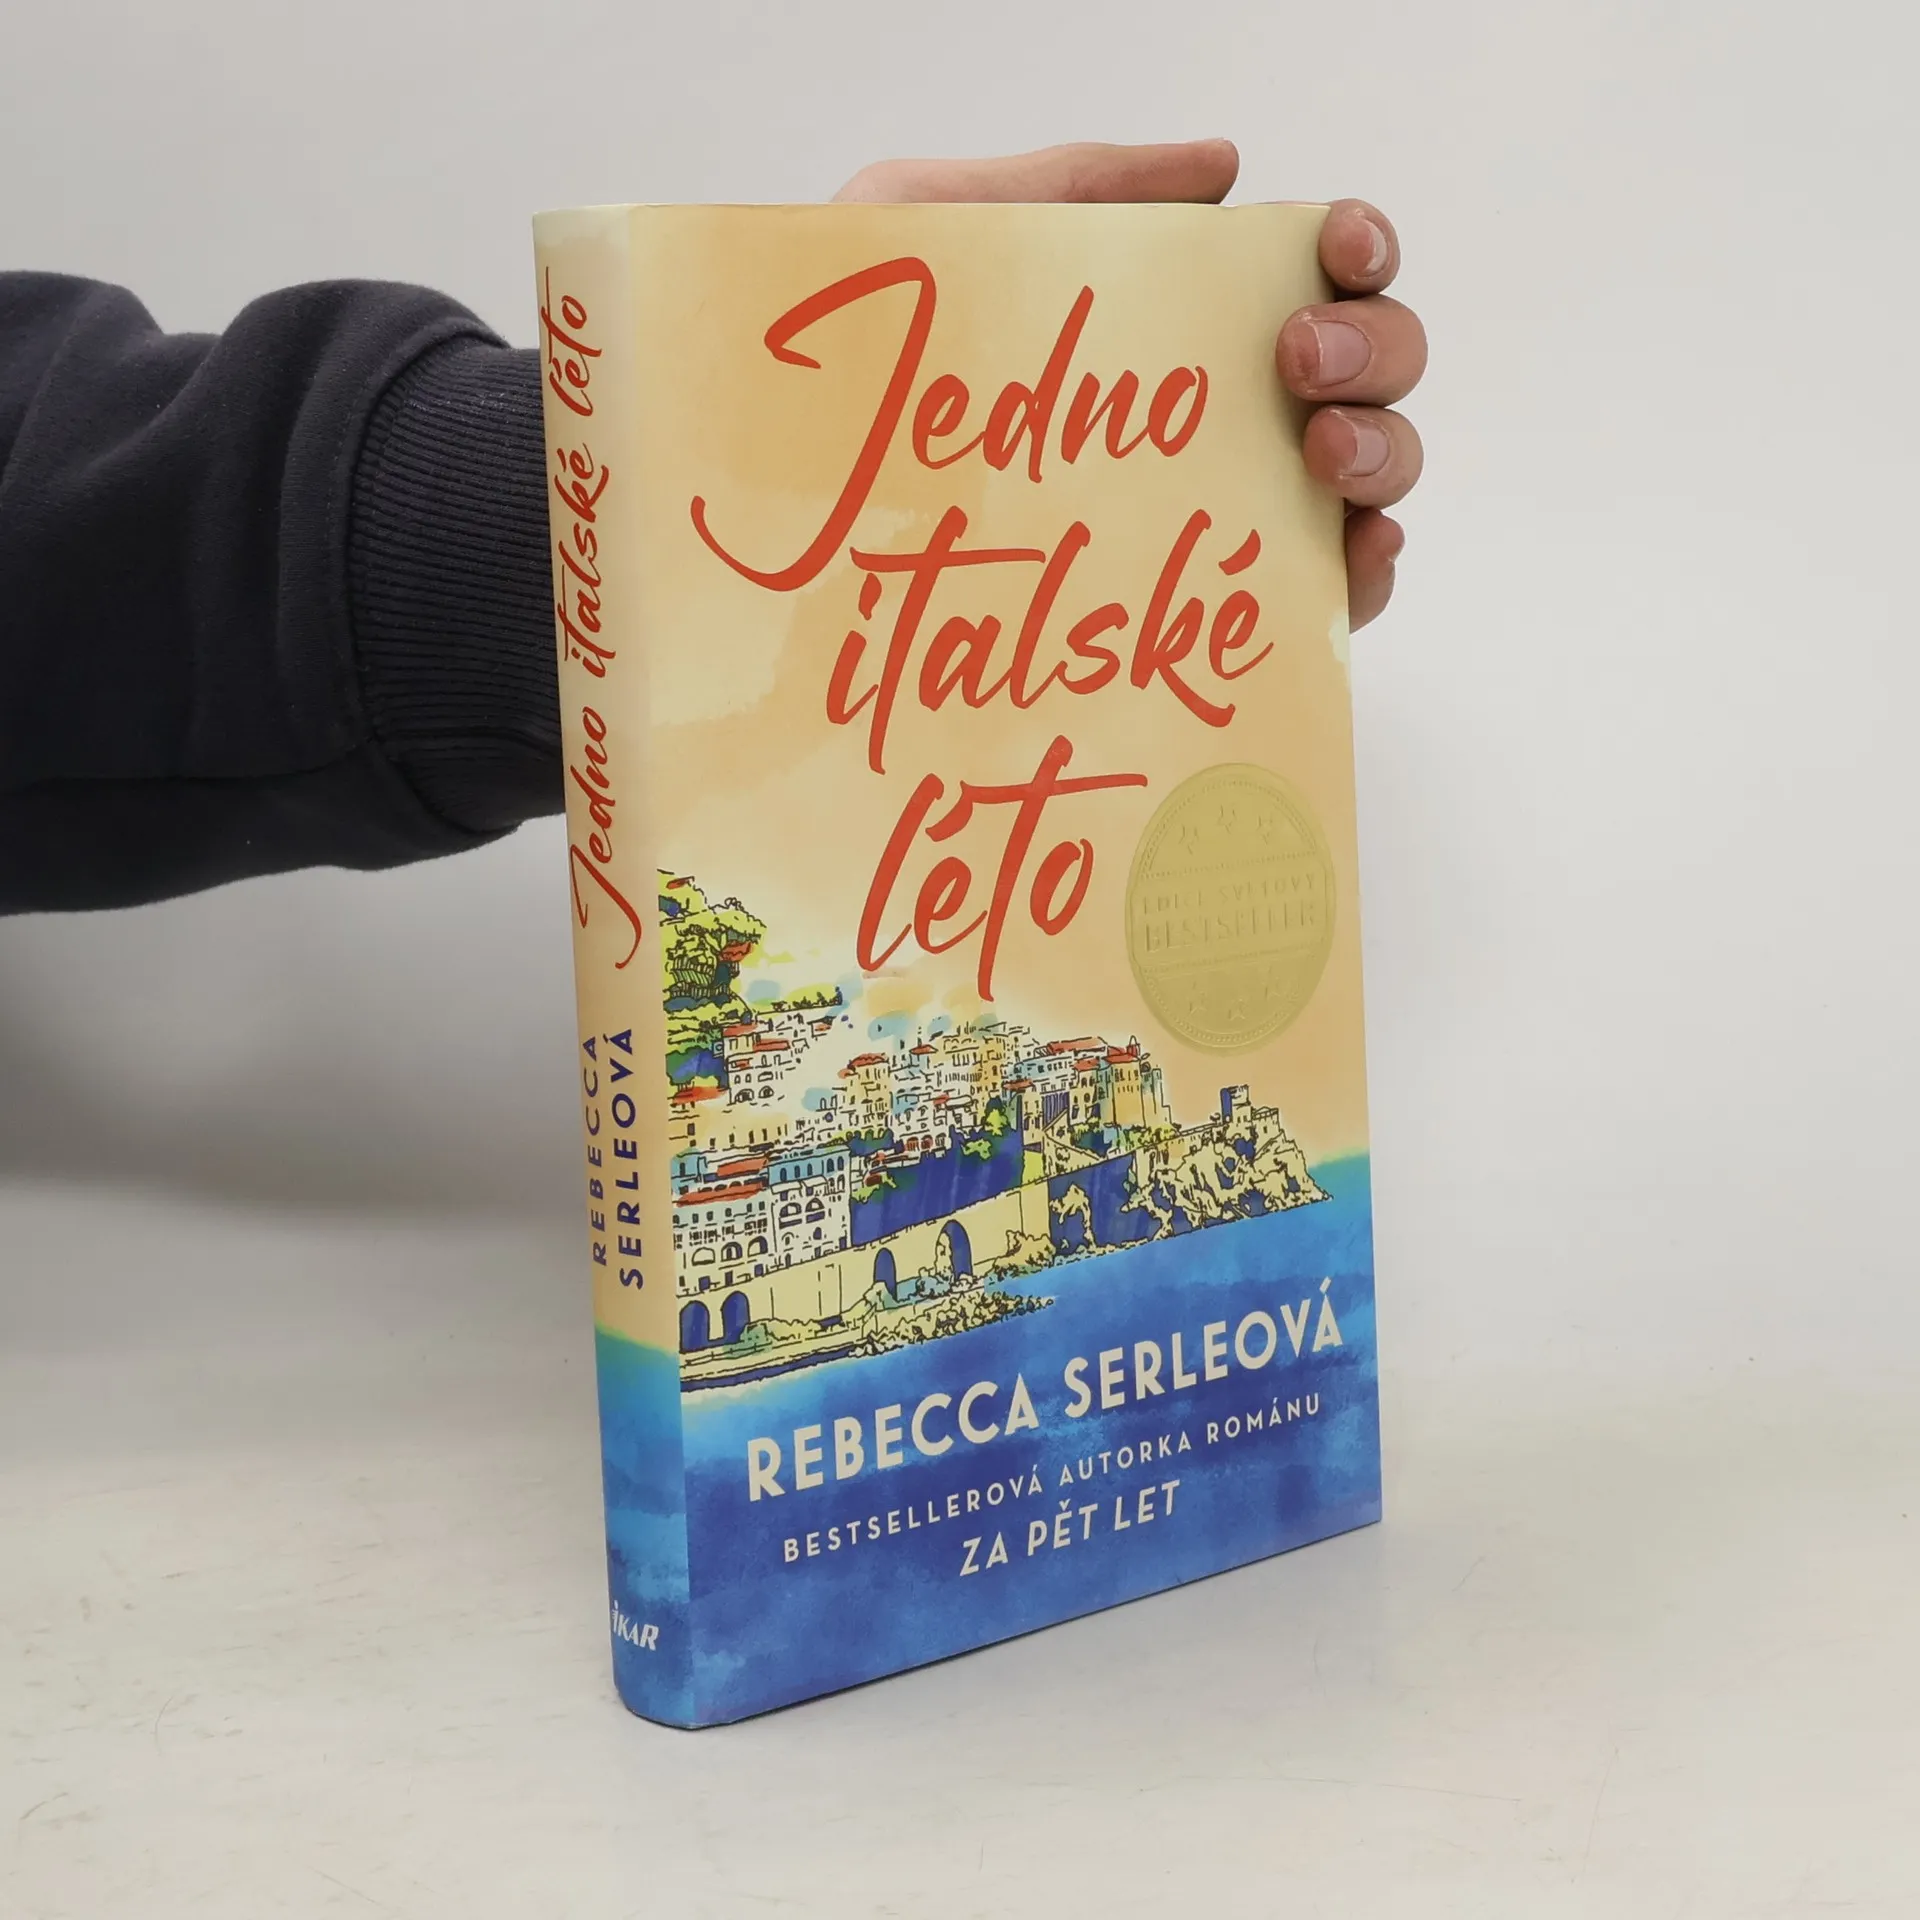 Jedno
italské
léto
EDICE SVĚTOVÝ
BESTSELLER
REBECCA SERLEOVÁ
BESTSELLEROVÁ AUTORKA ROMÁNU
ZA PĚT LET
Jedno italské léto
REBECCA
SERLEOVÁ
IKAR